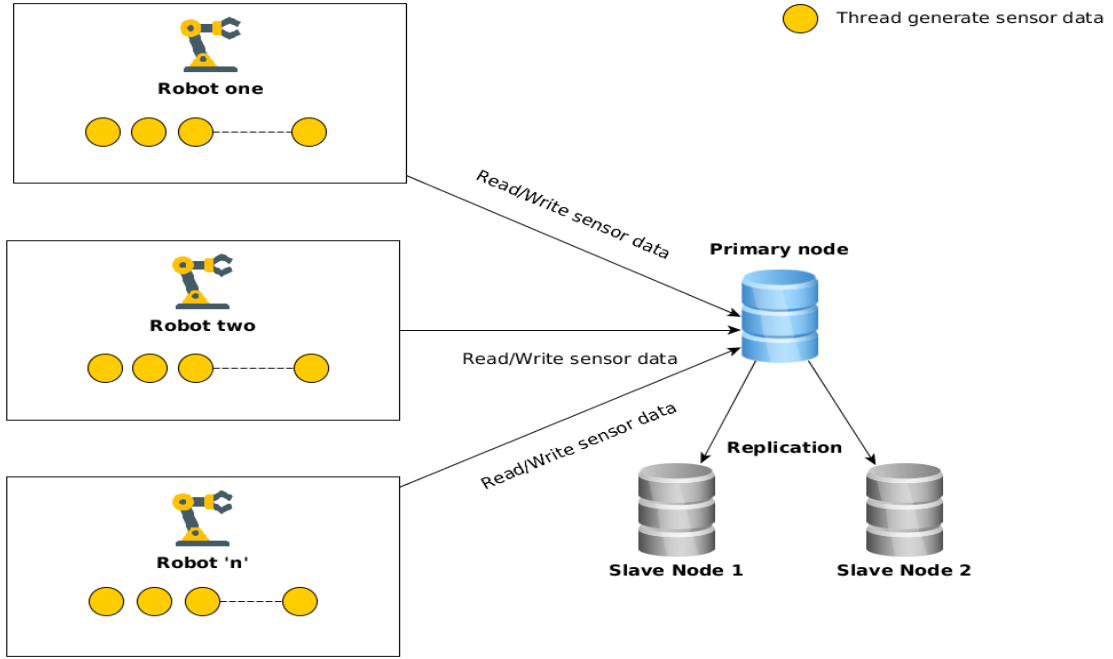 Thread generate sensor data
Robot one
Read/Write sensor data
Primary node
Robot two
Read/Write sensor data
Read/Write sensor data
Replication
Robot 'n'
Slave Node 1
Slave Node 2